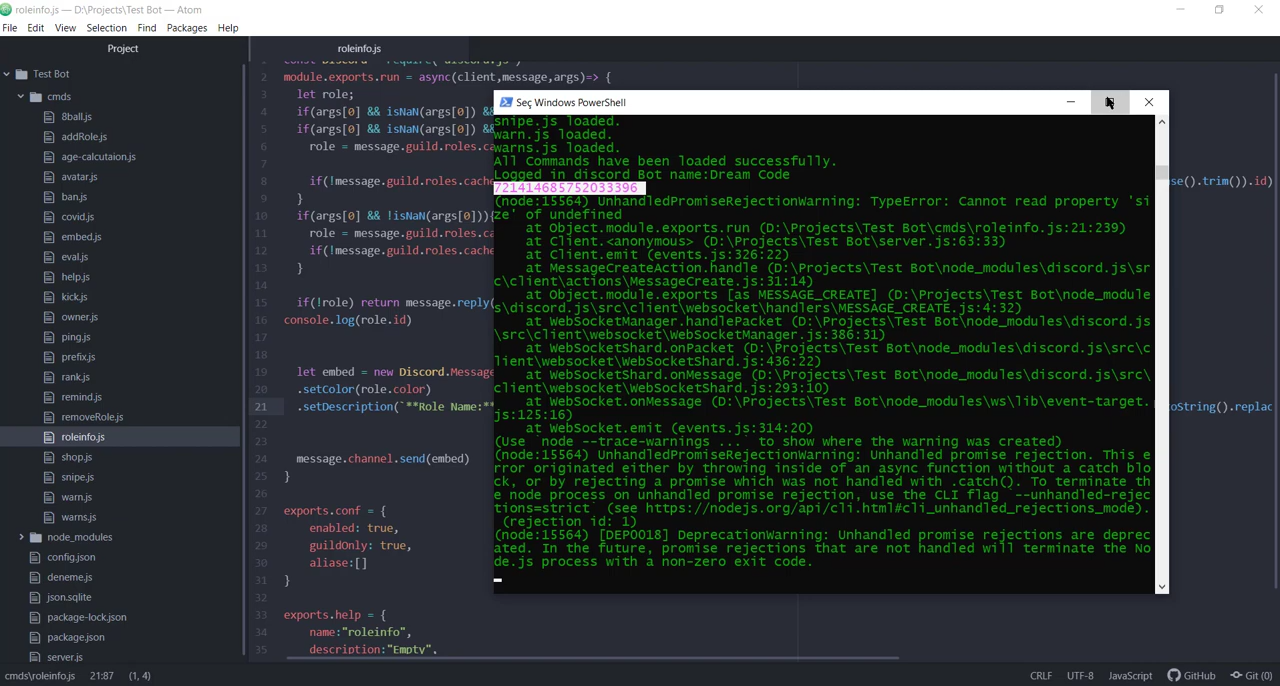 roleinfo.js — D:\Projects\Test Bot — Atom
File Edit View Selection Find Packages Help
Project
roleinfo.js
Test Bot
cmds
8ball.js
addRole.js
age-calcutaion.js
avatar.js
ban.js
covid.js
embed.js
eval.js
help.js
kick.js
owner.js
ping.js
prefix.js
rank.js
remind.js
removeRole.js
roleinfo.js
shop.js
snipe.js
warn.js
warns.js
node_modules
config.json
deneme.js
json.sqlite
package-lock.json
package.json
server.js
2 module.exports.run = async(client,message,args)=> {
3 let role;
4 if(args[0] && isNaN(args[0]) &&
5 if(args[0] && isNaN(args[0]) &&
6 role = message.guild.roles.ca
7
8 if(!message.guild.roles.cache se().trim()).id)
9 }
10 if(args[0] && !isNaN(args[0])){
11 role = message.guild.roles.ca
12 if(!message.guild.roles.cache
13 }
14
15 if(!role) return message.reply(
16 console.log(role.id)
17
18
19 let embed = new Discord.Message
20 .setColor(role.color)
21 .setDescription(`**Role Name:** oString().replac
22
23
24 message.channel.send(embed)
25 }
26
27 exports.conf = {
28 enabled: true,
29 guildOnly: true,
30 aliase:[]
31 }
32
33 exports.help = {
34 name:"roleinfo",
35 description:"Empty",
Seç Windows PowerShell
snipe.js loaded.
warn.js loaded.
warns.js loaded.
All Commands have been loaded successfully.
Logged in discord Bot name:Dream Code
721414685752033396
(node:15564) UnhandledPromiseRejectionWarning: TypeError: Cannot read property 'si
ze' of undefined
at Object.module.exports.run (D:\Projects\Test Bot\cmds\roleinfo.js:21:239)
at Client.<anonymous> (D:\Projects\Test Bot\server.js:63:33)
at Client.emit (events.js:326:22)
at MessageCreateAction.handle (D:\Projects\Test Bot\node_modules\discord.js\sr
c\client\actions\MessageCreate.js:31:14)
at Object.module.exports [as MESSAGE_CREATE] (D:\Projects\Test Bot\node_module
s\discord.js\src\client\websocket\handlers\MESSAGE_CREATE.js:4:32)
at WebSocketManager.handlePacket (D:\Projects\Test Bot\node_modules\discord.js
\src\client\websocket\WebSocketManager.js:386:31)
at WebSocketShard.onPacket (D:\Projects\Test Bot\node_modules\discord.js\src\c
lient\websocket\WebSocketShard.js:436:22)
at WebSocketShard.onMessage (D:\Projects\Test Bot\node_modules\discord.js\src\
client\websocket\WebSocketShard.js:293:10)
at WebSocket.onMessage (D:\Projects\Test Bot\node_modules\ws\lib\event-target.
js:125:16)
at WebSocket.emit (events.js:314:20)
(Use `node --trace-warnings ...` to show where the warning was created)
(node:15564) UnhandledPromiseRejectionWarning: Unhandled promise rejection. This e
rror originated either by throwing inside of an async function without a catch blo
ck, or by rejecting a promise which was not handled with .catch(). To terminate th
e node process on unhandled promise rejection, use the CLI flag `--unhandled-rejec
tions=strict` (see https://nodejs.org/api/cli.html#cli_unhandled_rejections_mode).
(rejection id: 1)
(node:15564) [DEP0018] DeprecationWarning: Unhandled promise rejections are deprec
ated. In the future, promise rejections that are not handled will terminate the No
de.js process with a non-zero exit code.
cmds\roleinfo.js 21:87 (1, 4) CRLF UTF-8 JavaScript GitHub Git (0)